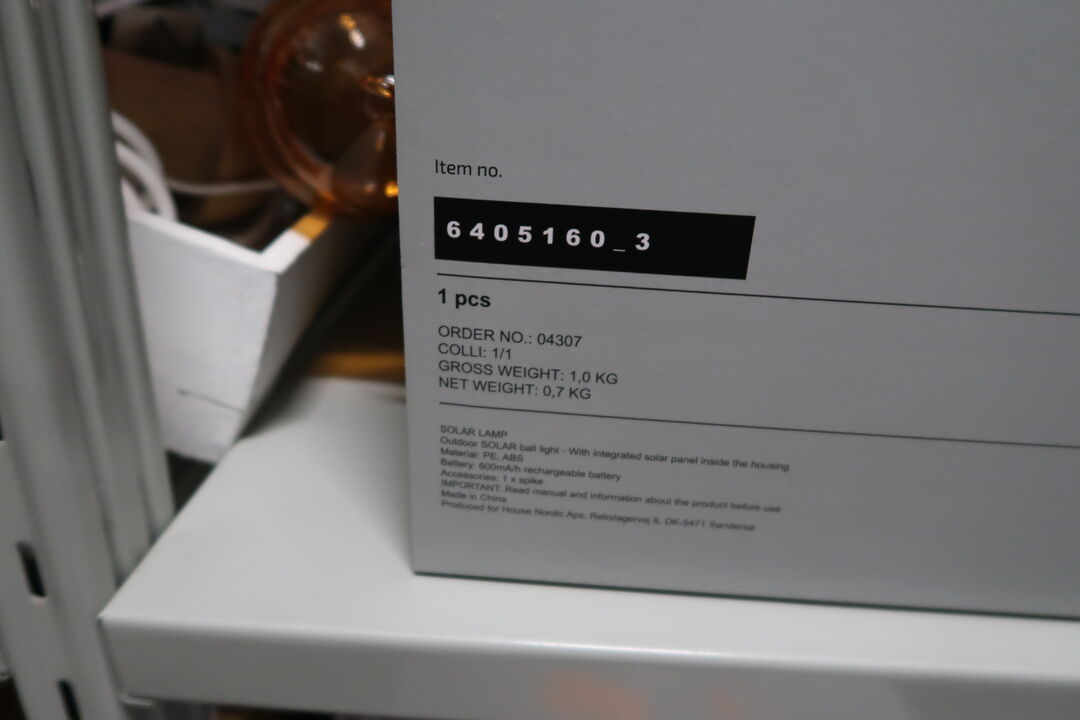 Item no.
6405160_3
1 pcs
ORDER NO.: 04307
COLLI: 1/1
GROSS WEIGHT: 1,0 KG
NET WEIGHT: 0,7 KG
SOLAR LAMP
Outdoor SOLAR ball light - With integrated solar panel inside the housing
Material: PE, ABS
Battery: 600mA/h rechargeable battery
Accessories: 1 x spike
IMPORTANT: Read manual and information about the product before use
Made in China
Produced for House Nordic Aps, Rebslagervej 6, DK-5471 Søndersø